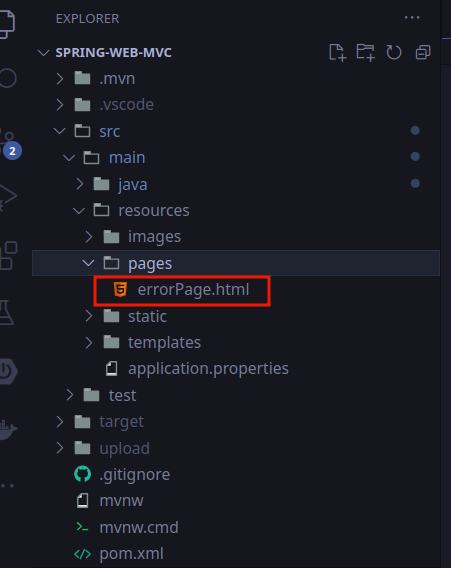 EXPLORER
SPRING-WEB-MVC
.mvn
.vscode
src
main
java
resources
images
pages
errorPage.html
static
templates
application.properties
test
target
upload
.gitignore
mvnw
mvnw.cmd
pom.xml
2